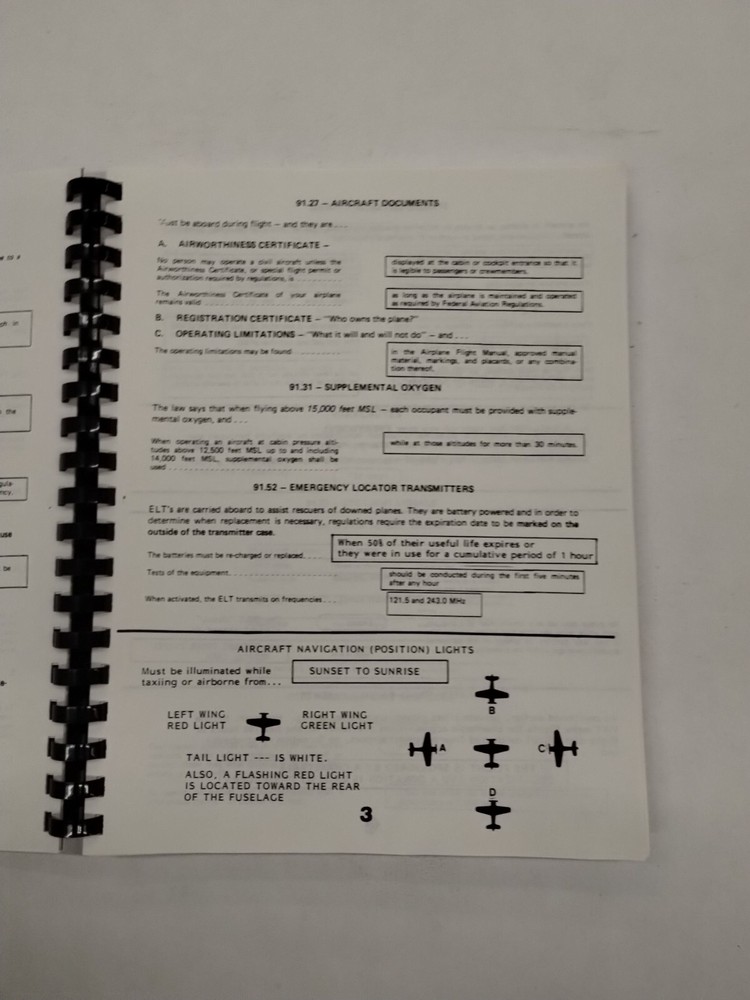 91.27 – AIRCRAFT DOCUMENTS
Must be aboard during flight – and they are ...
A. AIRWORTHINESS CERTIFICATE –
No person may operate a civil aircraft unless the
Airworthiness Certificate, or special flight permit or
authorization required by regulations, is ..........
displayed at the cabin or cockpit entrance so that it
is legible to passengers or crewmembers.
The Airworthiness Certificate of your airplane
remains valid ..........
as long as the airplane is maintained and operated
as required by Federal Aviation Regulations.
B. REGISTRATION CERTIFICATE – "Who owns the plane?"
C. OPERATING LIMITATIONS – "What it will and will not do" – and ...
The operating limitations may be found ..........
in the Airplane Flight Manual, approved manual
material, markings, and placards, or any combina-
tion thereof.
91.31 – SUPPLEMENTAL OXYGEN
The law says that when flying above 15,000 feet MSL – each occupant must be provided with supple-
mental oxygen, and ...
When operating an aircraft at cabin pressure alti-
tudes above 12,500 feet MSL up to and including
14,000 feet MSL, supplemental oxygen shall be
used ..........
while at those altitudes for more than 30 minutes.
91.52 – EMERGENCY LOCATOR TRANSMITTERS
ELT's are carried aboard to assist rescuers of downed planes. They are battery powered and in order to
determine when replacement is necessary, regulations require the expiration date to be marked on the
outside of the transmitter case.
The batteries must be re-charged or replaced....
When 50% of their useful life expires or
they were in use for a cumulative period of 1 hour
Tests of the equipment..........
should be conducted during the first five minutes
after any hour
When activated, the ELT transmits on frequencies ...
121.5 and 243.0 MHz
AIRCRAFT NAVIGATION (POSITION) LIGHTS
Must be illuminated while
taxiing or airborne from...
SUNSET TO SUNRISE
LEFT WING
RED LIGHT
RIGHT WING
GREEN LIGHT
TAIL LIGHT --- IS WHITE.
ALSO, A FLASHING RED LIGHT
IS LOCATED TOWARD THE REAR
OF THE FUSELAGE
B
A
C
D
3